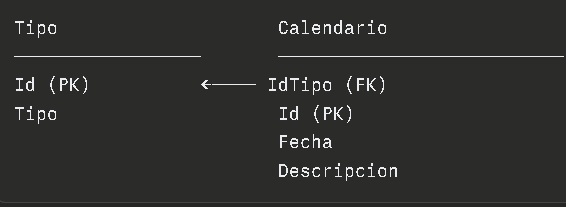 Tipo Calendario
Id (PK) ← IdTipo (FK)
Tipo Id (PK)
Fecha
Descripcion